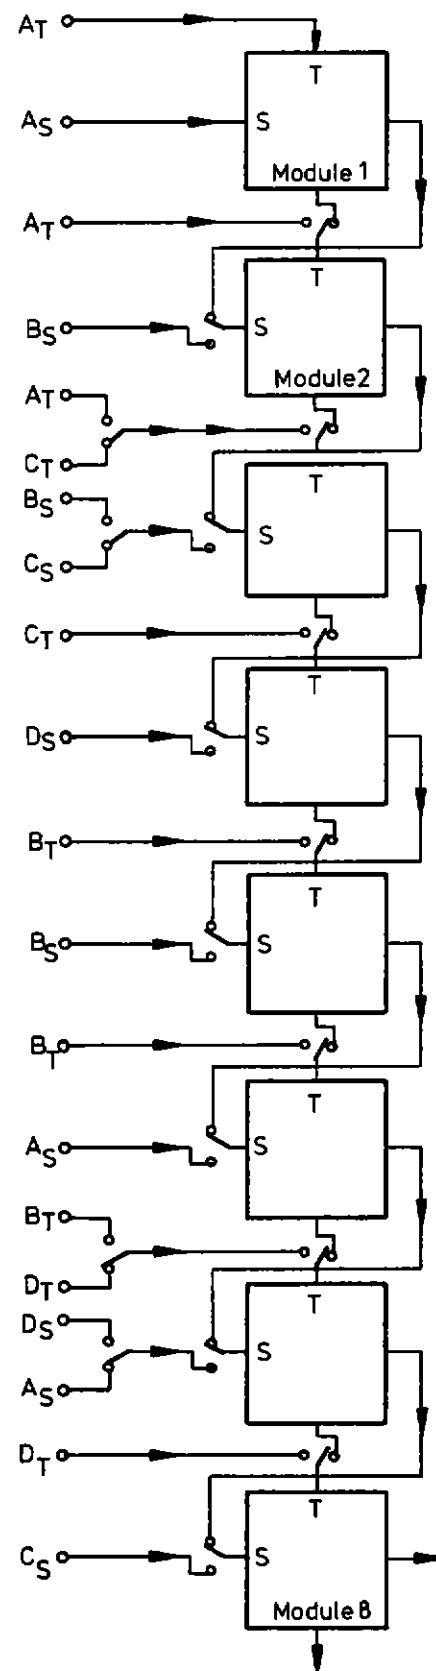 A_T
T
A_S
S
Module 1
A_T
T
B_S
S
Module2
A_T
C_T
B_S
T
S
C_S
C_T
T
D_S
S
B_T
T
B_S
S
B_T
T
A_S
S
B_T
D_T
T
D_S
S
A_S
D_T
T
C_S
S
Module 8